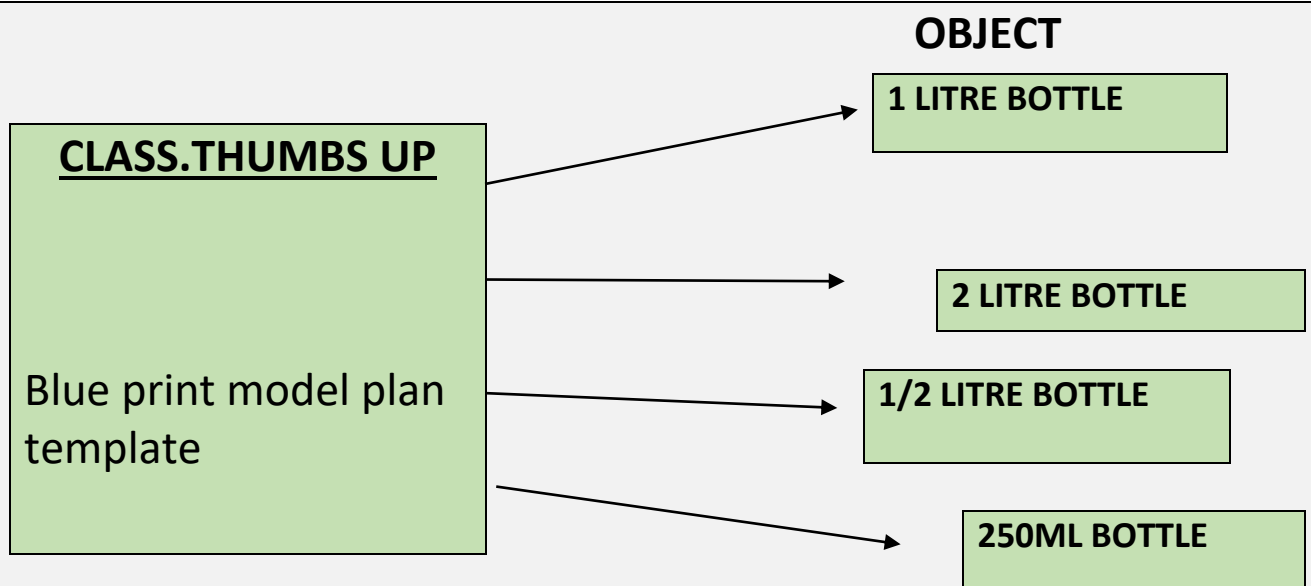 OBJECT
1 LITRE BOTTLE
CLASS.THUMBS UP
2 LITRE BOTTLE
Blue print model plan
template
1/2 LITRE BOTTLE
250ML BOTTLE